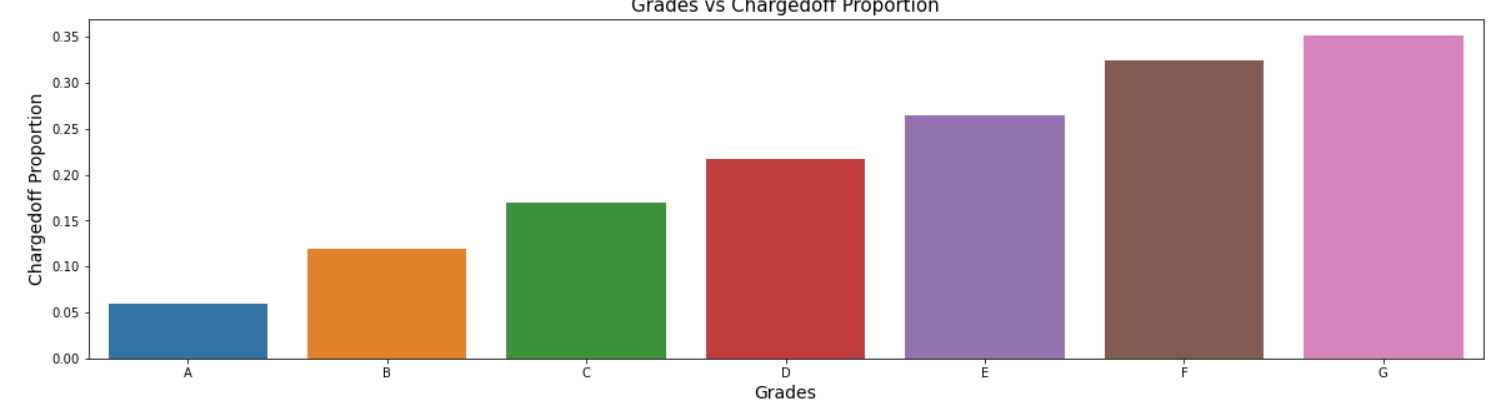 Grades vs Chargedoff Proportion
0.35
0.30
0.25
0.20
0.15
0.10
0.05
0.00
Chargedoff Proportion
A B C D E F G
Grades